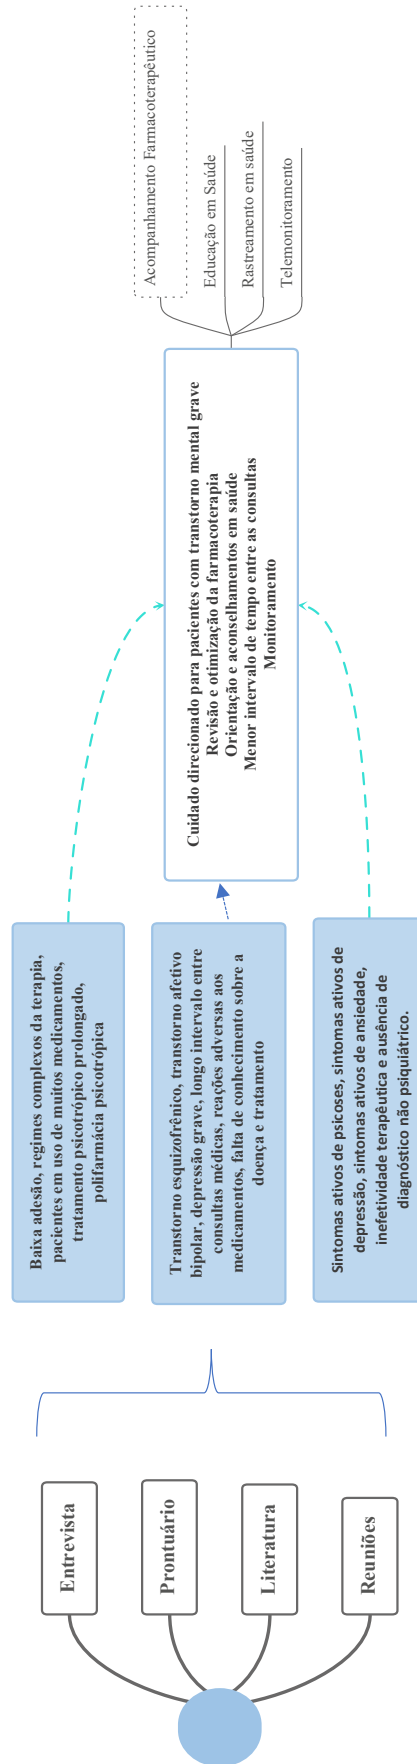 Entrevista
Prontuário
Literatura
Reuniões
Baixa adesão, regimes complexos da terapia,
pacientes em uso de muitos medicamentos,
tratamento psicotrópico prolongado,
polifarmácia psicotrópica
Transtorno esquizofrênico, transtorno afetivo
bipolar, depressão grave, longo intervalo entre
consultas médicas, reações adversas aos
medicamentos, falta de conhecimento sobre a
doença e tratamento
Sintomas ativos de psicoses, sintomas ativos de
depressão, sintomas ativos de ansiedade,
inefetividade terapêutica e ausência de
diagnóstico não psiquiátrico.
Cuidado direcionado para pacientes com transtorno mental grave
Revisão e otimização da farmacoterapia
Orientação e aconselhamentos em saúde
Menor intervalo de tempo entre as consultas
Monitoramento
Acompanhamento Farmacoterapêutico
Educação em Saúde
Rastreamento em saúde
Telemonitoramento